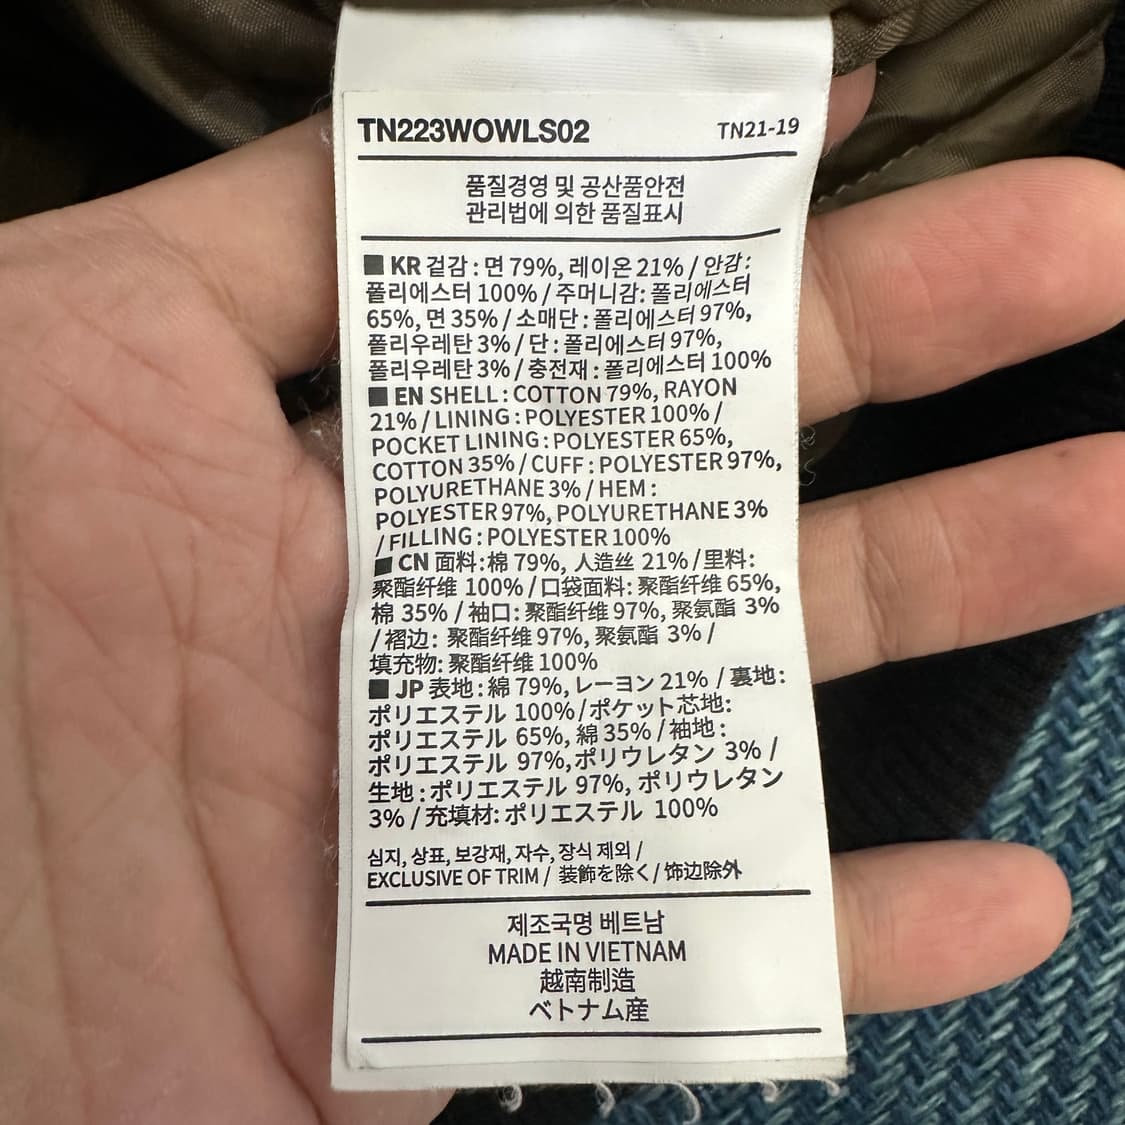 TN223WOWLS02
TN21-19
품질경영 및 공산품안전
관리법에 의한 품질표시
■ KR 겉감 : 면 79%, 레이온 21% / 안감 :
폴리에스터 100% / 주머니감: 폴리에스터
65%, 면 35% / 소매단 : 폴리에스터 97%,
폴리우레탄 3% / 단 : 폴리에스터 97%,
폴리우레탄 3% / 충전재 : 폴리에스터 100%
■ EN SHELL : COTTON 79%, RAYON
21% / LINING : POLYESTER 100% /
POCKET LINING : POLYESTER 65%,
COTTON 35% / CUFF : POLYESTER 97%,
POLYURETHANE 3% / HEM :
POLYESTER 97%, POLYURETHANE 3%
/ FILLING : POLYESTER 100%
■ CN 面料:棉 79%, 人造丝 21% / 里料:
聚酯纤维 100% / 口袋面料: 聚酯纤维 65%,
棉 35% / 袖口: 聚酯纤维 97%, 聚氨酯 3%
/ 褶边: 聚酯纤维 97%, 聚氨酯 3% /
填充物: 聚酯纤维 100%
■ JP 表地 : 綿 79%, レーヨン 21% / 裏地 :
ポリエステル 100% / ポケット芯地:
ポリエステル 65%, 綿 35% / 袖地 :
ポリエステル 97%, ポリウレタン 3% /
生地 : ポリエステル 97%, ポリウレタン
3% / 充填材: ポリエステル 100%
심지, 상표, 보강재, 자수, 장식 제외 /
EXCLUSIVE OF TRIM / 装飾を除く / 饰边除外
제조국명 베트남
MADE IN VIETNAM
越南制造
ベトナム産